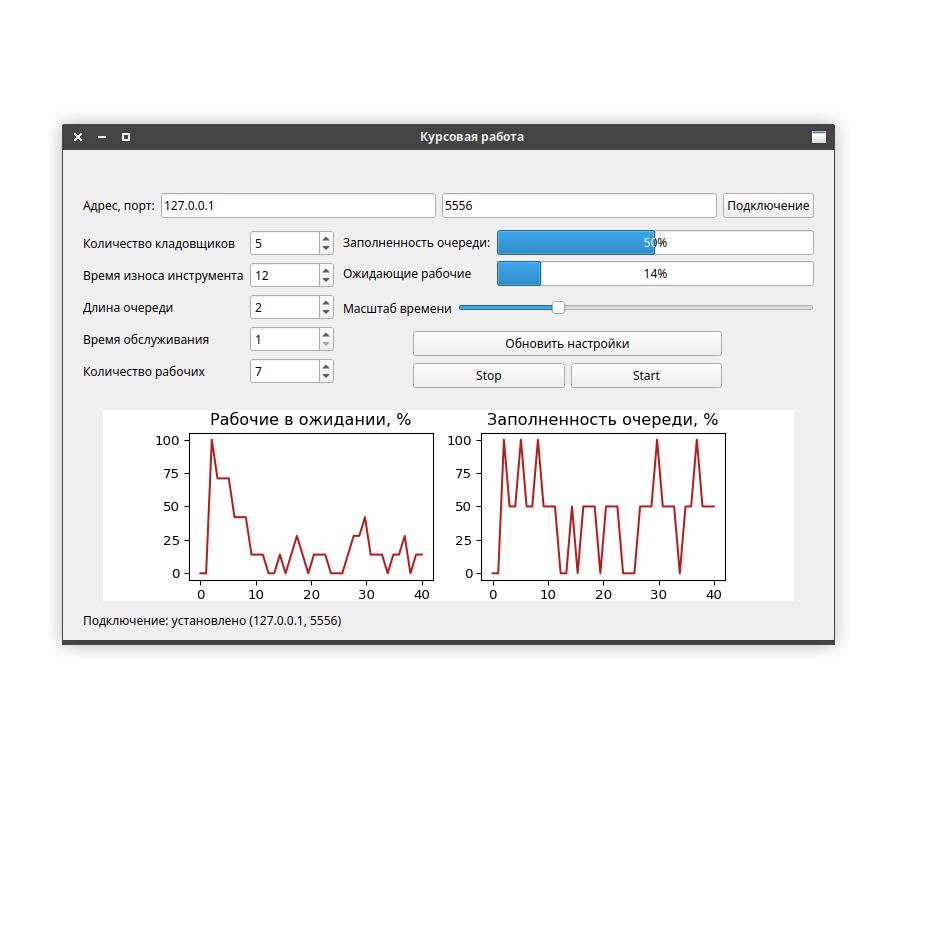 Курсовая работа
Адрес, порт: 127.0.0.1 5556 Подключение
Количество кладовщиков 5 Заполненность очереди: 50%
Время износа инструмента 12 Ожидающие рабочие 14%
Длина очереди 2 Масштаб времени
Время обслуживания 1 Обновить настройки
Количество рабочих 7 Stop Start
Рабочие в ожидании, % Заполненность очереди, %
100 100
75 75
50 50
25 25
0 0
0 10 20 30 40 0 10 20 30 40
Подключение: установлено (127.0.0.1, 5556)